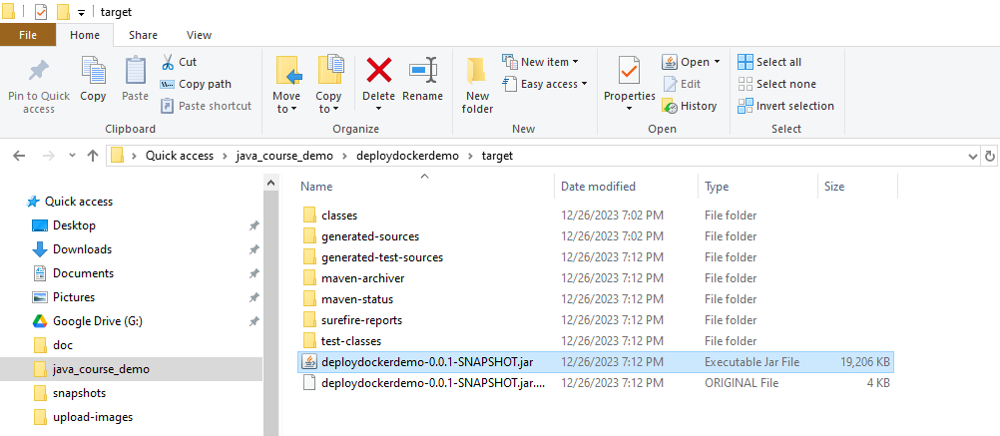 target
File Home Share View
Pin to Quick access
Copy
Paste
Cut
Copy path
Paste shortcut
Clipboard
Move to
Copy to
Delete
Rename
Organize
New folder
New item
Easy access
New
Properties
Open
Edit
History
Open
Select all
Select none
Invert selection
Select
Quick access java_course_demo deploydockerdemo target
Quick access
Desktop
Downloads
Documents
Pictures
Google Drive (G:)
doc
java_course_demo
snapshots
upload-images
Name Date modified Type Size
classes 12/26/2023 7:02 PM File folder
generated-sources 12/26/2023 7:02 PM File folder
generated-test-sources 12/26/2023 7:12 PM File folder
maven-archiver 12/26/2023 7:12 PM File folder
maven-status 12/26/2023 7:12 PM File folder
surefire-reports 12/26/2023 7:12 PM File folder
test-classes 12/26/2023 7:12 PM File folder
deploydockerdemo-0.0.1-SNAPSHOT.jar 12/26/2023 7:12 PM Executable Jar File 19,206 KB
deploydockerdemo-0.0.1-SNAPSHOT.jar.... 12/26/2023 7:12 PM ORIGINAL File 4 KB